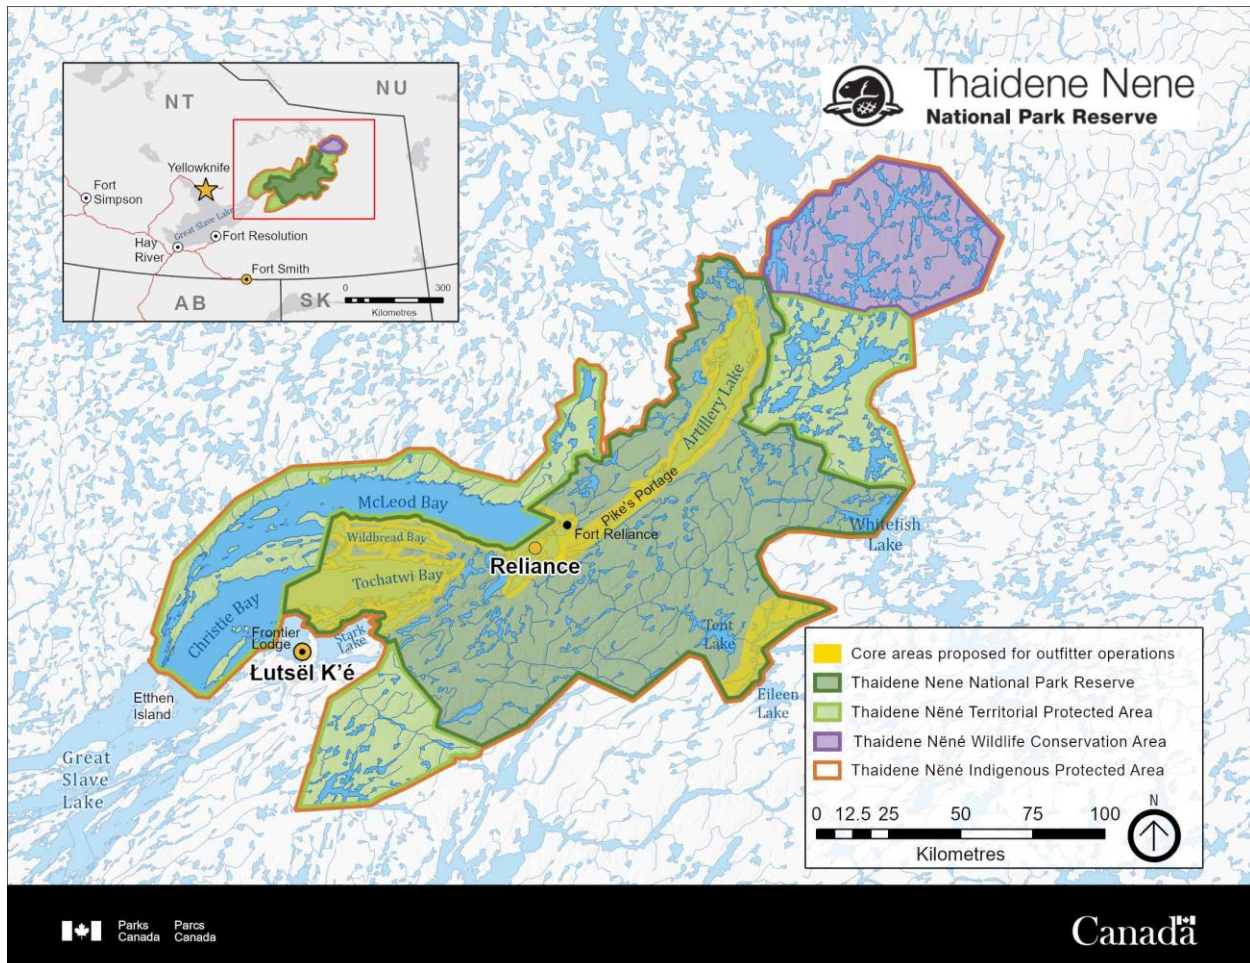 Thaidene Nene
National Park Reserve
NT
NU
Yellowknife
Fort
Simpson
Great Slave Lake
Fort Resolution
Hay
River
Fort Smith
AB
SK
0
300
Kilometres
Artillery Lake
McLeod Bay
Pike's Portage
Fort Reliance
Whitefish
Lake
Wildbread Bay
Reliance
Tochatwi Bay
Christie Bay
Frontier
Lodge
Stark
Lake
Łutsël K'é
Tent
Lake
Eileen
Lake
Etthen
Island
Great
Slave
Lake
Core areas proposed for outfitter operations
Thaidene Nene National Park Reserve
Thaidene Nëné Territorial Protected Area
Thaidene Nëné Wildlife Conservation Area
Thaidene Nëné Indigenous Protected Area
0 12.5 25 50 75 100
Kilometres
N
Parks
Canada
Parcs
Canada
Canada